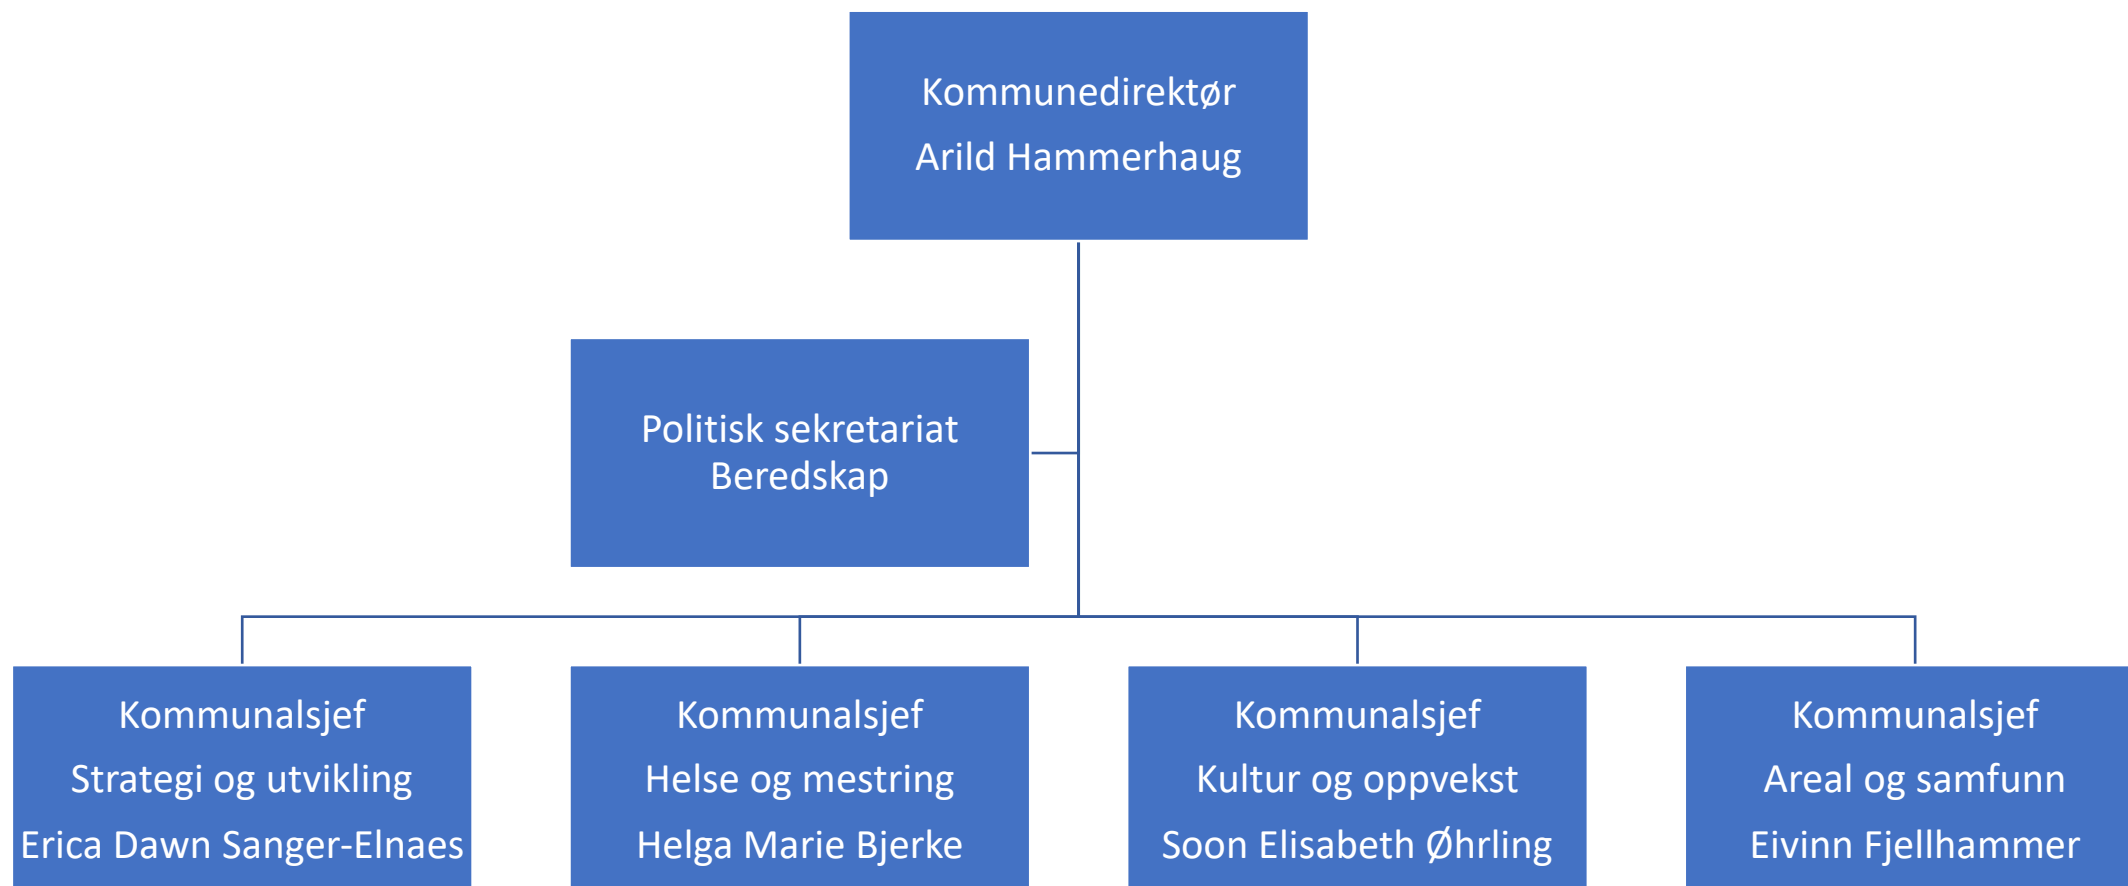 Kommunedirektør
Arild Hammerhaug
Politisk sekretariat
Beredskap
Kommunalsjef
Strategi og utvikling
Erica Dawn Sanger-Elnaes
Kommunalsjef
Helse og mestring
Helga Marie Bjerke
Kommunalsjef
Kultur og oppvekst
Soon Elisabeth Øhrling
Kommunalsjef
Areal og samfunn
Eivinn Fjellhammer